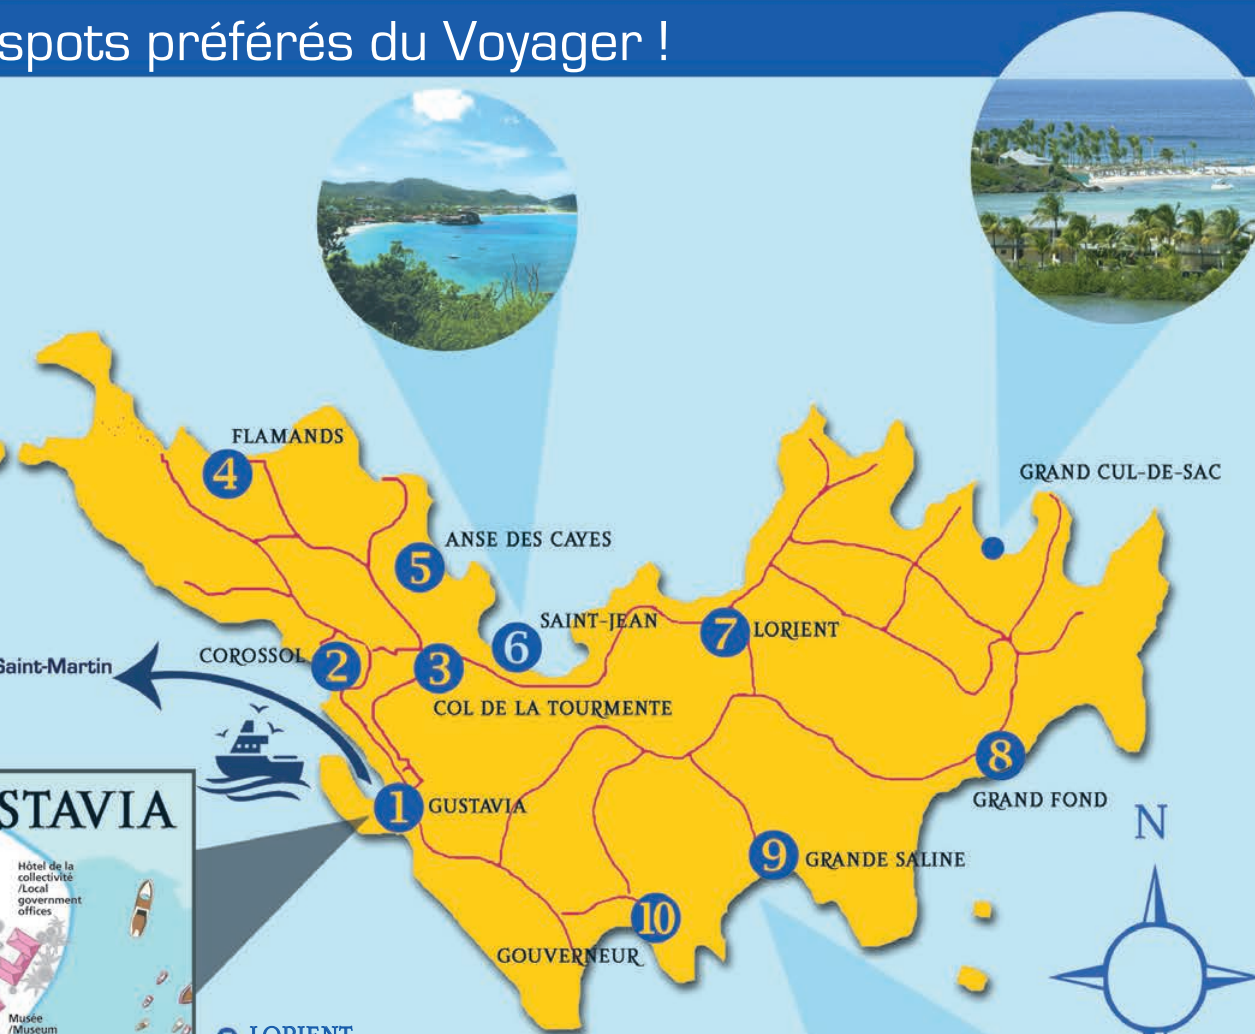 spots préférés du Voyager !
FLAMANDS
4
GRAND CUL-DE-SAC
ANSE DES CAYES
5
SAINT-JEAN
6
7
LORIENT
COROSSOL
2
3
Saint-Martin
COL DE LA TOURMENTE
8
GRAND FOND
1
GUSTAVIA
N
STAVIA
9
GRANDE SALINE
Hôtel de la
collectivité
/Local
government
offices
10
GOUVERNEUR
Musée
/Museum
LORIENT